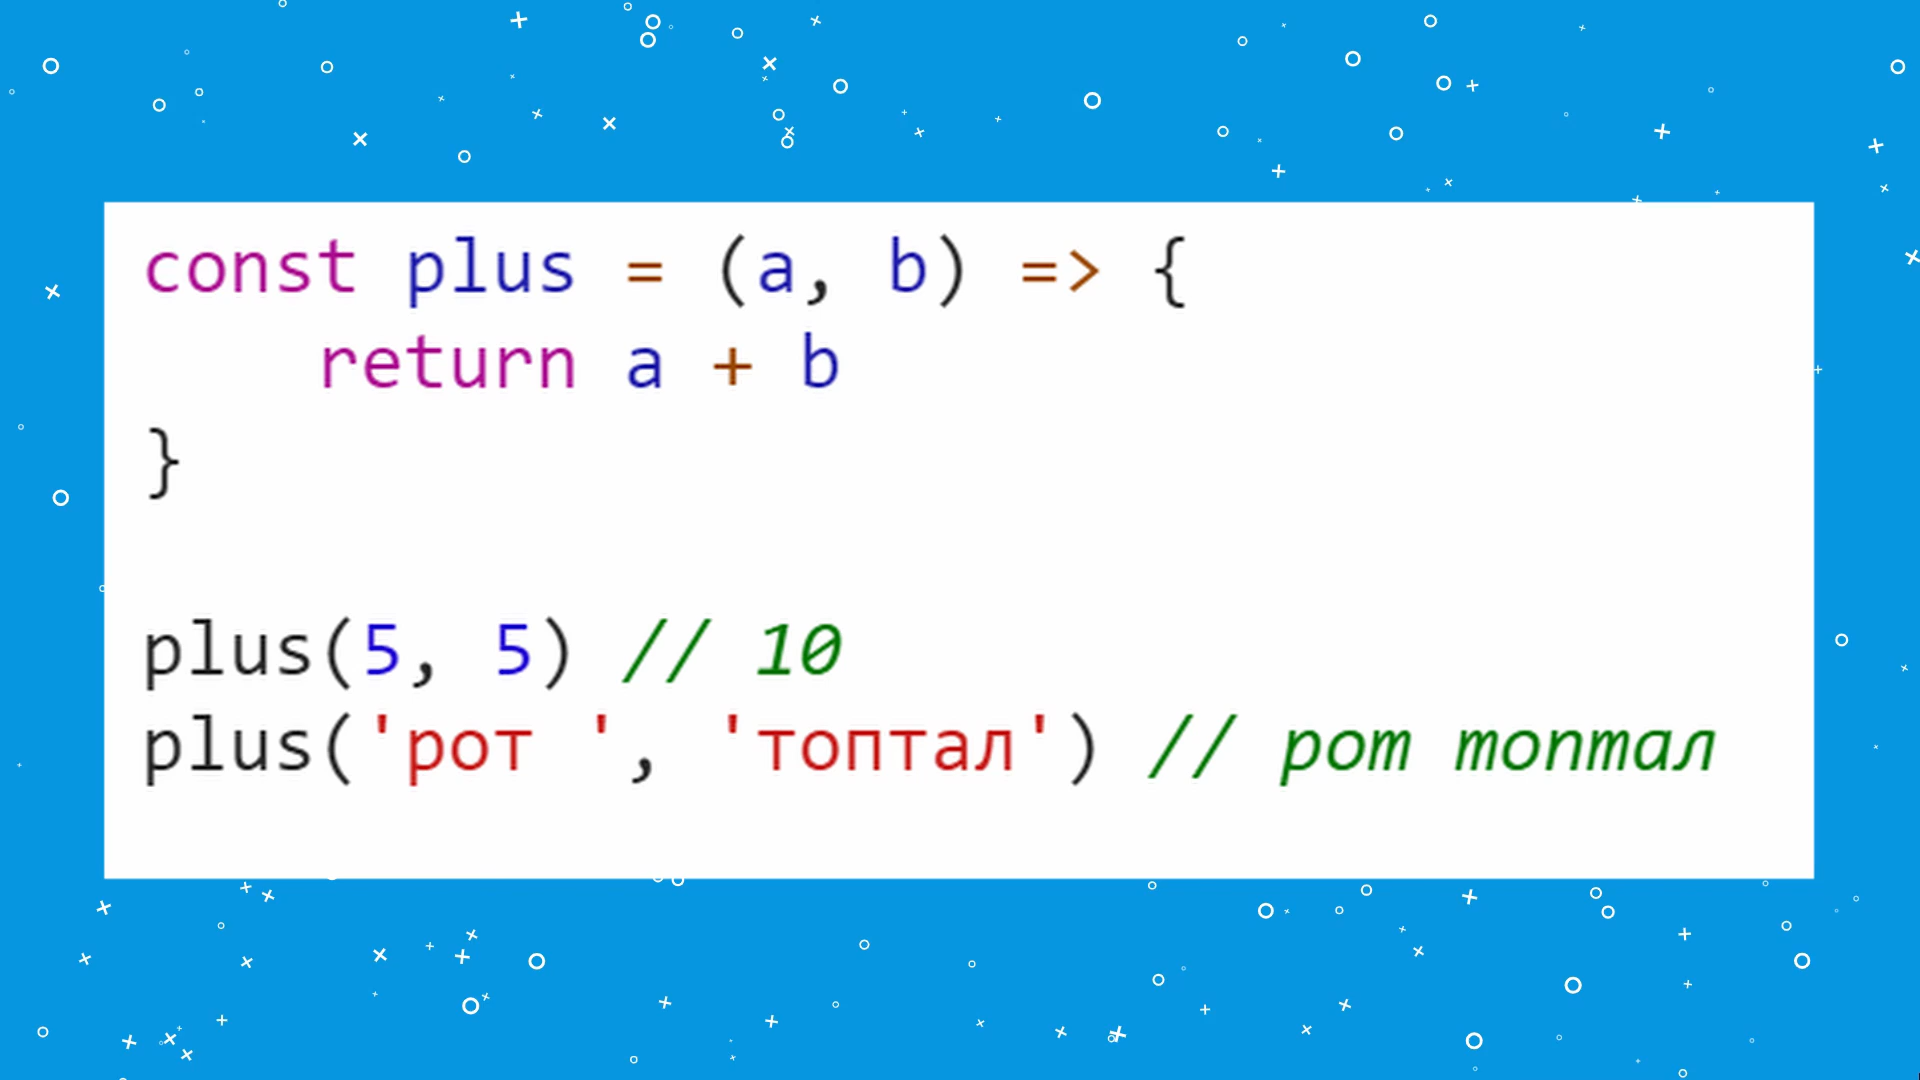 const plus = (a, b) => {
    return a + b
}
plus(5, 5) // 10
plus('рот ', 'топтал') // рот топтал